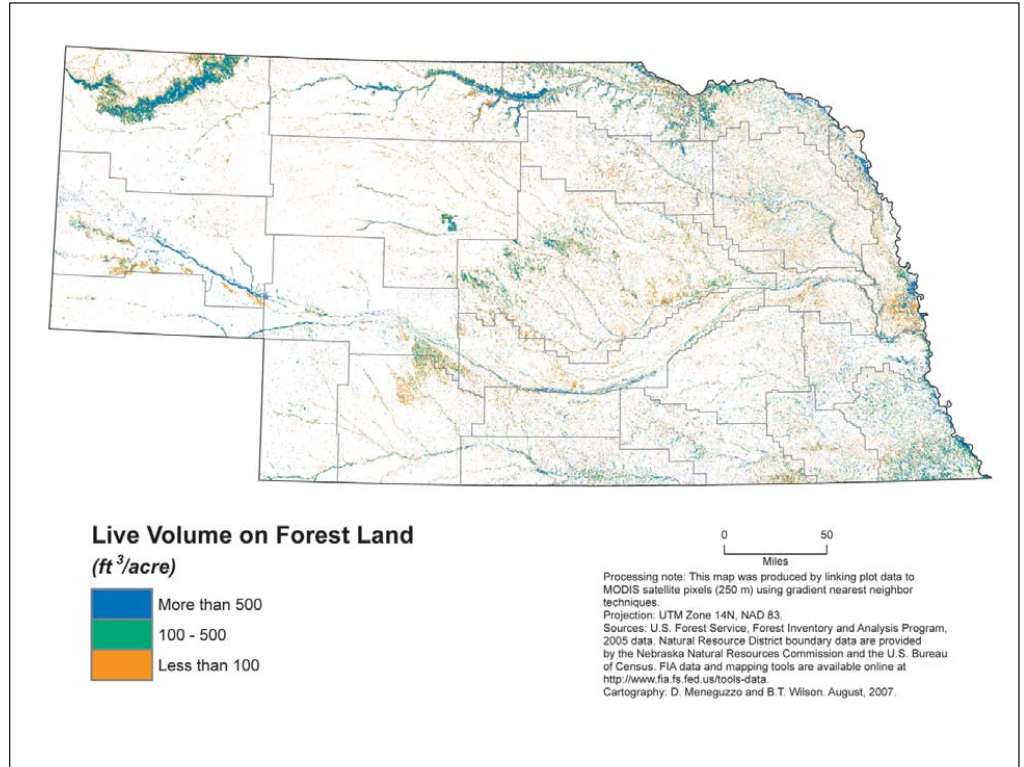 Live Volume on Forest Land
(ft³/acre)
More than 500
100 - 500
Less than 100
0 50
Miles
Processing note: This map was produced by linking plot data to
MODIS satellite pixels (250 m) using gradient nearest neighbor
techniques.
Projection: UTM Zone 14N, NAD 83.
Sources: U.S. Forest Service, Forest Inventory and Analysis Program,
2005 data. Natural Resource District boundary data are provided
by the Nebraska Natural Resources Commission and the U.S. Bureau
of Census. FIA data and mapping tools are available online at
http://www.fia.fs.fed.us/tools-data.
Cartography: D. Meneguzzo and B.T. Wilson. August, 2007.